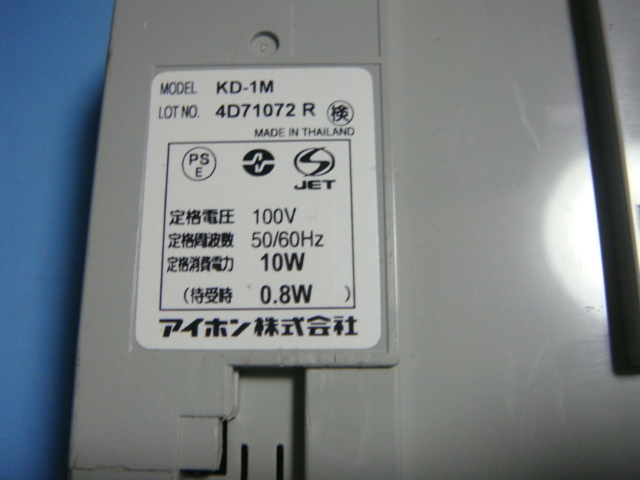 MODEL KD-1M
LOT NO. 4D71072 R 検
MADE IN THAILAND
PS
E
JET
定格電圧 100V
定格周波数 50/60Hz
定格消費電力 10W
(待受時 0.8W )
アイホン株式会社